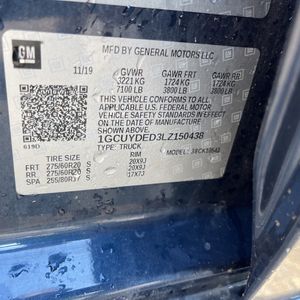 GM
MFD BY GENERAL MOTORS LLC
11/19
GVWR GAWR FRT GAWR RR
3221 KG 1724 KG 1724 KG
7100 LB 3800 LB 3800 LB
THIS VEHICLE CONFORMS TO ALL
APPLICABLE U.S. FEDERAL MOTOR
VEHICLE SAFETY
THEFT PREVENTION STANDARDS IN
EFFECT ON THE DATE OF
MANUFACTURE SHOWN ABOVE.
1GCUYDED3LZ150438
TYPE: TRUCK
TIRE SIZE RIM
FRT 275/60R20 S 20X9J
RR 275/60R20 S 20X9J
SPA 255/80R17 S 17X7J